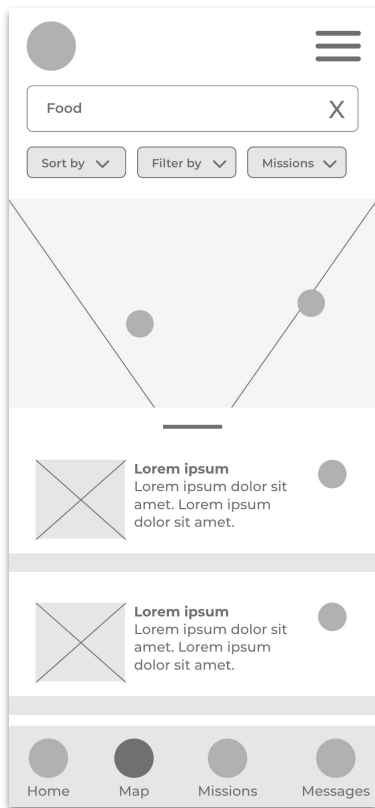 Food X
Sort by Filter by Missions
Lorem ipsum
Lorem ipsum dolor sit
amet. Lorem ipsum
dolor sit amet.
Lorem ipsum
Lorem ipsum dolor sit
amet. Lorem ipsum
dolor sit amet.
Home Map Missions Messages